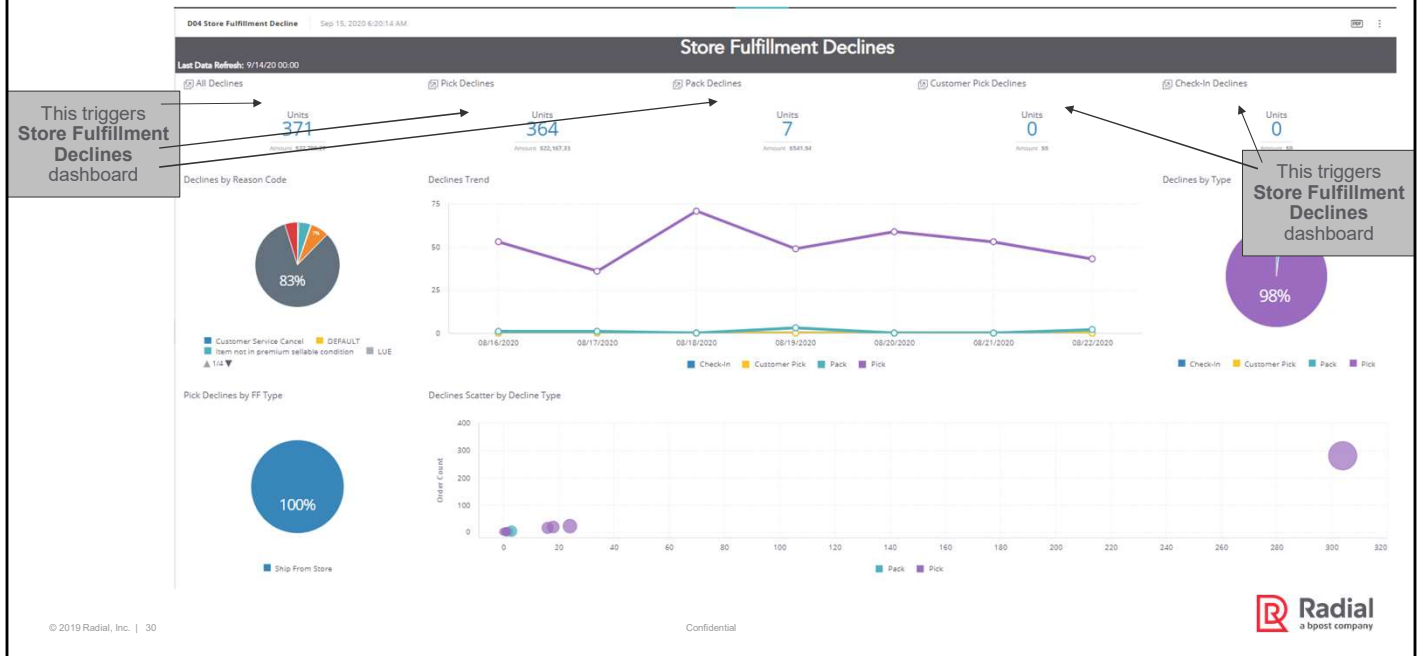 D04 Store Fulfillment Decline Sep 15, 2020 6:20:14 AM
PDF
Store Fulfillment Declines
Last Data Refresh: 9/14/20 00:00
All Declines
Pick Declines
Pack Declines
Customer Pick Declines
Check-In Declines
Units
371
Amount
Units
364
Amount $22,167.33
Units
7
Amount $541.94
Units
0
Amount $0
Units
0
Amount $0
This triggers
Store Fulfillment
Declines
dashboard
This triggers
Store Fulfillment
Declines
dashboard
Declines by Reason Code
7%
83%
Customer Service Cancel DEFAULT
Item not in premium sellable condition LUE
1/4
Declines Trend
75
50
25
0
08/16/2020 08/17/2020 08/18/2020 08/19/2020 08/20/2020 08/21/2020 08/22/2020
Check-In Customer Pick Pack Pick
Declines by Type
98%
Check-In Customer Pick Pack Pick
Pick Declines by FF Type
100%
Ship From Store
Declines Scatter by Decline Type
Order Count
400
300
200
100
0
0 20 40 60 80 100 120 140 160 180 200 220 240 260 280 300 320
Pack Pick
© 2019 Radial, Inc. | 30
Confidential
Radial
a bpost company